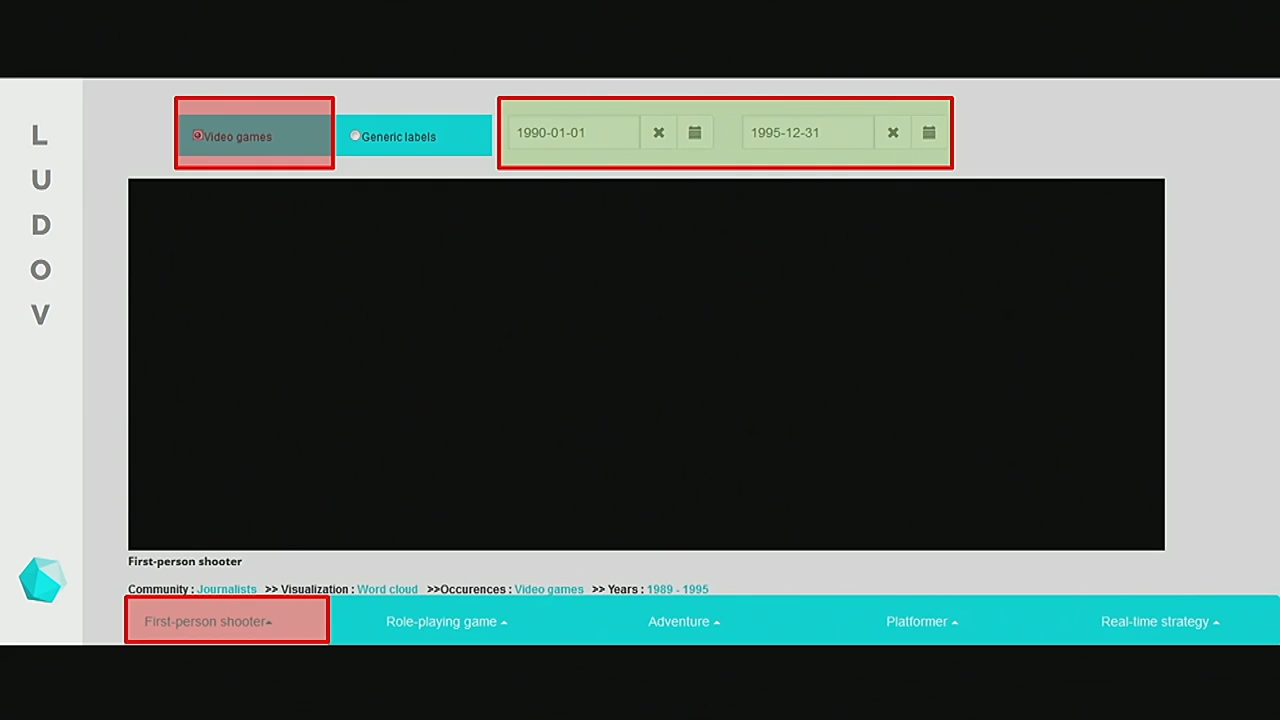 L
U
D
O
V
Video games
Generic labels
1990-01-01
1995-12-31
First-person shooter
Community : Journalists >> Visualization : Word cloud >>Occurences : Video games >> Years : 1989 - 1995
First-person shooter
Role-playing game
Adventure
Platformer
Real-time strategy